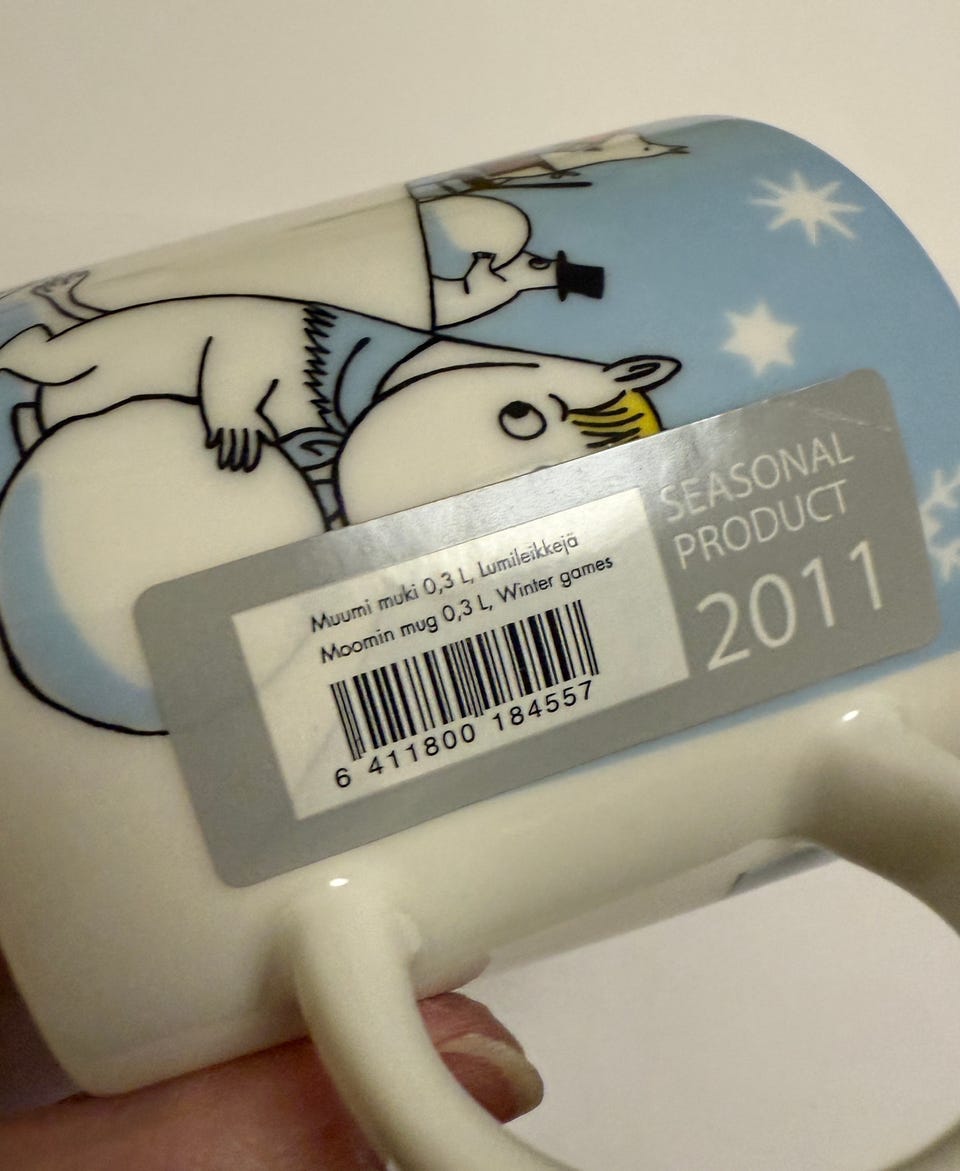 Muumi muki 0,3 L, Lumileikkejä
Moomin mug 0,3 L, Winter games
6 411800 184557
SEASONAL
PRODUCT
2011